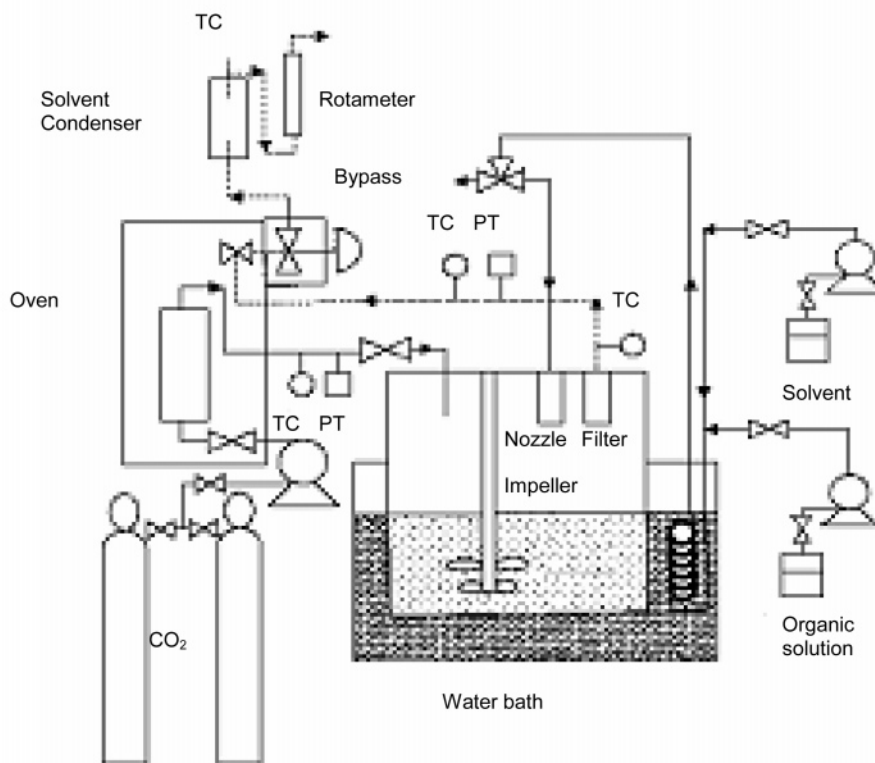 TC
Solvent
Condenser
Rotameter
Bypass
TC PT
Oven
TC
Solvent
TC PT
Nozzle Filter
Impeller
CO₂
Organic
solution
Water bath